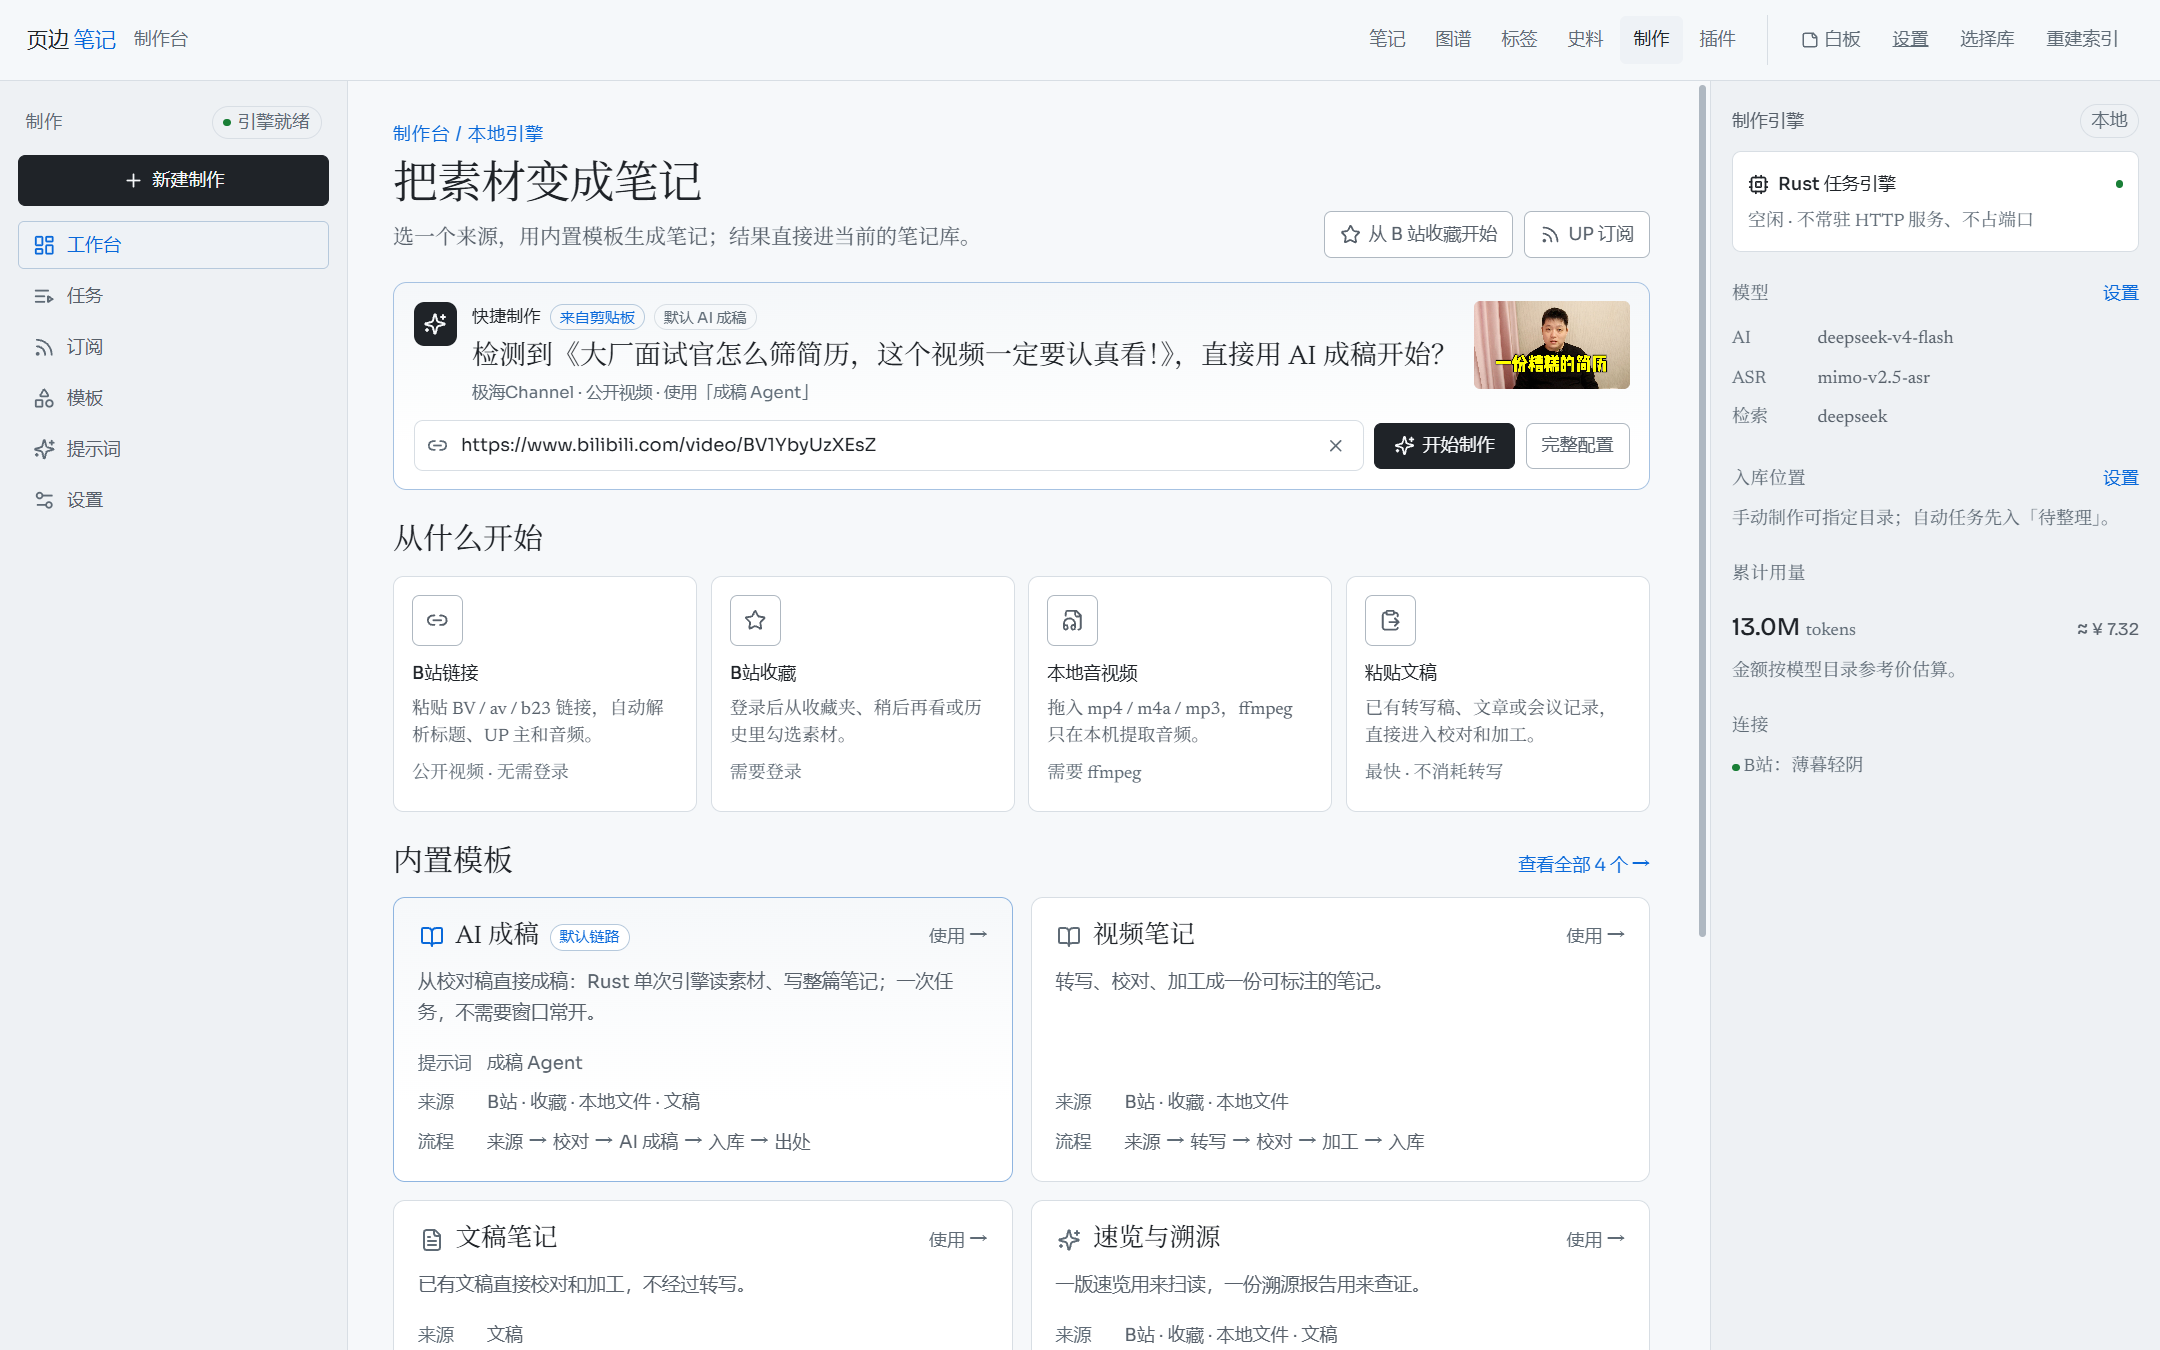 页边 笔记 制作台
笔记 图谱 标签 史料 制作 插件 白板 设置 选择库 重建索引
制作 引擎就绪
+ 新建制作
工作台
任务
订阅
模板
提示词
设置
制作台 / 本地引擎
把素材变成笔记
选一个来源，用内置模板生成笔记；结果直接进当前的笔记库。
从 B 站收藏开始 UP 订阅
快捷制作 来自剪贴板 默认 AI 成稿
检测到《大厂面试官怎么筛简历，这个视频一定要认真看！》，直接用 AI 成稿开始？
极海Channel · 公开视频 · 使用「成稿 Agent」
一份糟糕的简历
https://www.bilibili.com/video/BV1YbyUzXEsZ
开始制作 完整配置
从什么开始
B站链接
粘贴 BV / av / b23 链接，自动解
析标题、UP 主和音频。
公开视频 · 无需登录
B站收藏
登录后从收藏夹、稍后再看或历
史里勾选素材。
需要登录
本地音视频
拖入 mp4 / m4a / mp3，ffmpeg
只在本机提取音频。
需要 ffmpeg
粘贴文稿
已有转写稿、文章或会议记录，
直接进入校对和加工。
最快 · 不消耗转写
内置模板
查看全部 4 个 →
AI 成稿 默认链路 使用 →
从校对稿直接成稿：Rust 单次引擎读素材、写整篇笔记；一次任
务，不需要窗口常开。
提示词 成稿 Agent
来源 B站 · 收藏 · 本地文件 · 文稿
流程 来源 → 校对 → AI 成稿 → 入库 → 出处
视频笔记 使用 →
转写、校对、加工成一份可标注的笔记。
来源 B站 · 收藏 · 本地文件
流程 来源 → 转写 → 校对 → 加工 → 入库
文稿笔记 使用 →
已有文稿直接校对和加工，不经过转写。
来源 文稿
速览与溯源 使用 →
一版速览用来扫读，一份溯源报告用来查证。
来源 B站 · 收藏 · 本地文件 · 文稿
制作引擎 本地
Rust 任务引擎
空闲 · 不常驻 HTTP 服务、不占端口
模型 设置
AI deepseek-v4-flash
ASR mimo-v2.5-asr
检索 deepseek
入库位置 设置
手动制作可指定目录；自动任务先入「待整理」。
累计用量
13.0M tokens ≈ ¥ 7.32
金额按模型目录参考价估算。
连接
B站：薄暮轻阴